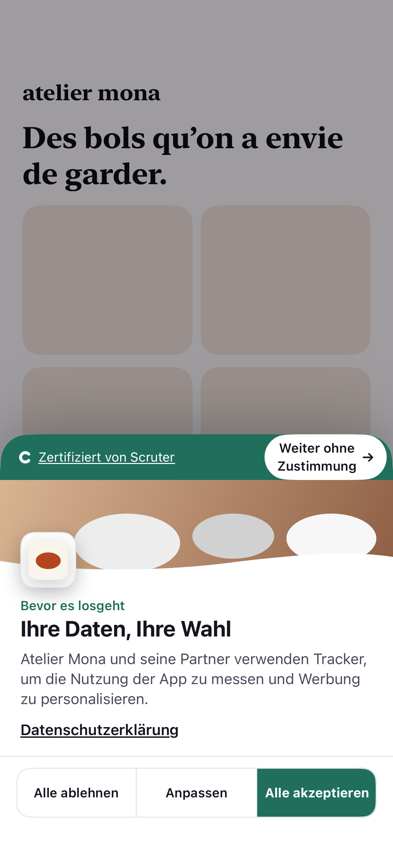 atelier mona
Des bols qu’on a envie
de garder.
Zertifiziert von Scruter
Weiter ohne
Zustimmung
Bevor es losgeht
Ihre Daten, Ihre Wahl
Atelier Mona und seine Partner verwenden Tracker,
um die Nutzung der App zu messen und Werbung
zu personalisieren.
Datenschutzerklärung
Alle ablehnen
Anpassen
Alle akzeptieren